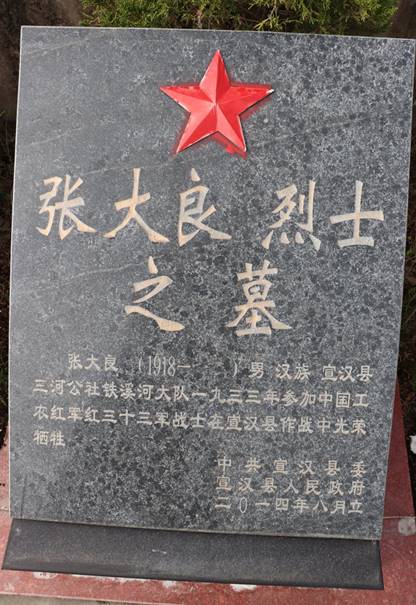 张大良 烈士
之墓
张大良 (1918— ) 男 汉族 宣汉县
三河公社铁溪河大队一九三三年参加中国工
农红军红三十三军战士在宣汉县作战中光荣
牺牲
中共宣汉县委
宣汉县人民政府
二〇一四年八月立